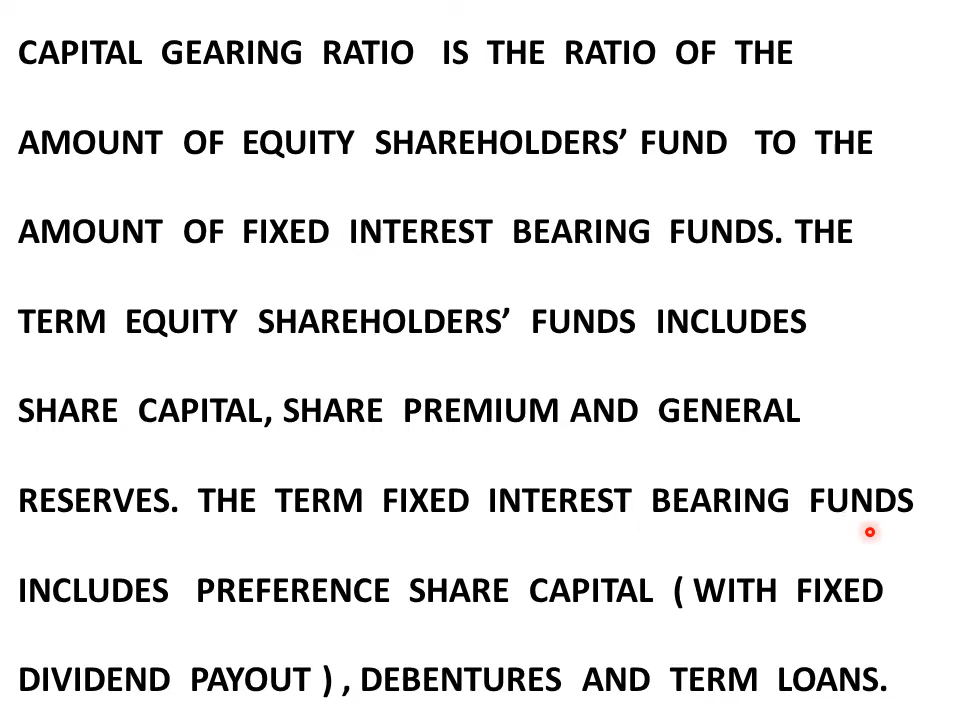 CAPITAL GEARING RATIO IS THE RATIO OF THE
AMOUNT OF EQUITY SHAREHOLDERS’ FUND TO THE
AMOUNT OF FIXED INTEREST BEARING FUNDS. THE
TERM EQUITY SHAREHOLDERS’ FUNDS INCLUDES
SHARE CAPITAL, SHARE PREMIUM AND GENERAL
RESERVES. THE TERM FIXED INTEREST BEARING FUNDS
INCLUDES PREFERENCE SHARE CAPITAL ( WITH FIXED
DIVIDEND PAYOUT ) , DEBENTURES AND TERM LOANS.